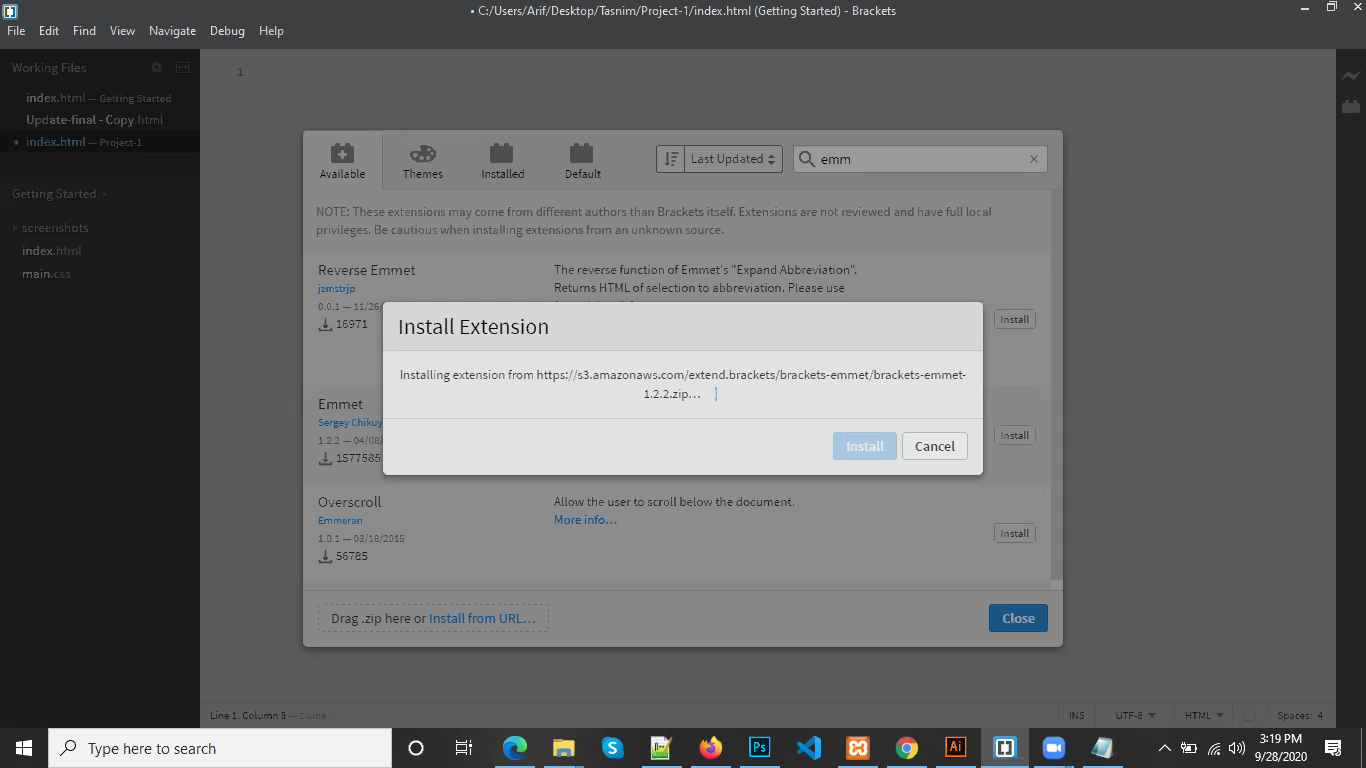 • C:/Users/Arif/Desktop/Tasnim/Project-1/index.html (Getting Started) - Brackets
File Edit Find View Navigate Debug Help
Working Files
index.html — Getting Started
Update-final - Copy.html
• index.html — Project-1
Getting Started
screenshots
index.html
main.css
1
Available
Themes
Installed
Default
Last Updated
emm
NOTE: These extensions may come from different authors than Brackets itself. Extensions are not reviewed and have full local
privileges. Be cautious when installing extensions from an unknown source.
Reverse Emmet
jzmstrjp
0.0.1 — 11/26/
16971
The reverse function of Emmet's "Expand Abbreviation".
Returns HTML of selection to abbreviation. Please use
Install
Install Extension
Installing extension from https://s3.amazonaws.com/extend.brackets/brackets-emmet/brackets-emmet-
1.2.2.zip...
Install Cancel
Emmet
Sergey Chikuy
1.2.2 — 04/08/
1577565
Install
Overscroll
Emmeran
1.0.1 — 03/18/2015
56785
Allow the user to scroll below the document.
More info...
Install
Drag .zip here or Install from URL...
Close
Line 1, Column 3 — 1 Line
INS UTF-8 HTML Spaces: 4
Type here to search
Ps
Ai
3:19 PM
9/28/2020